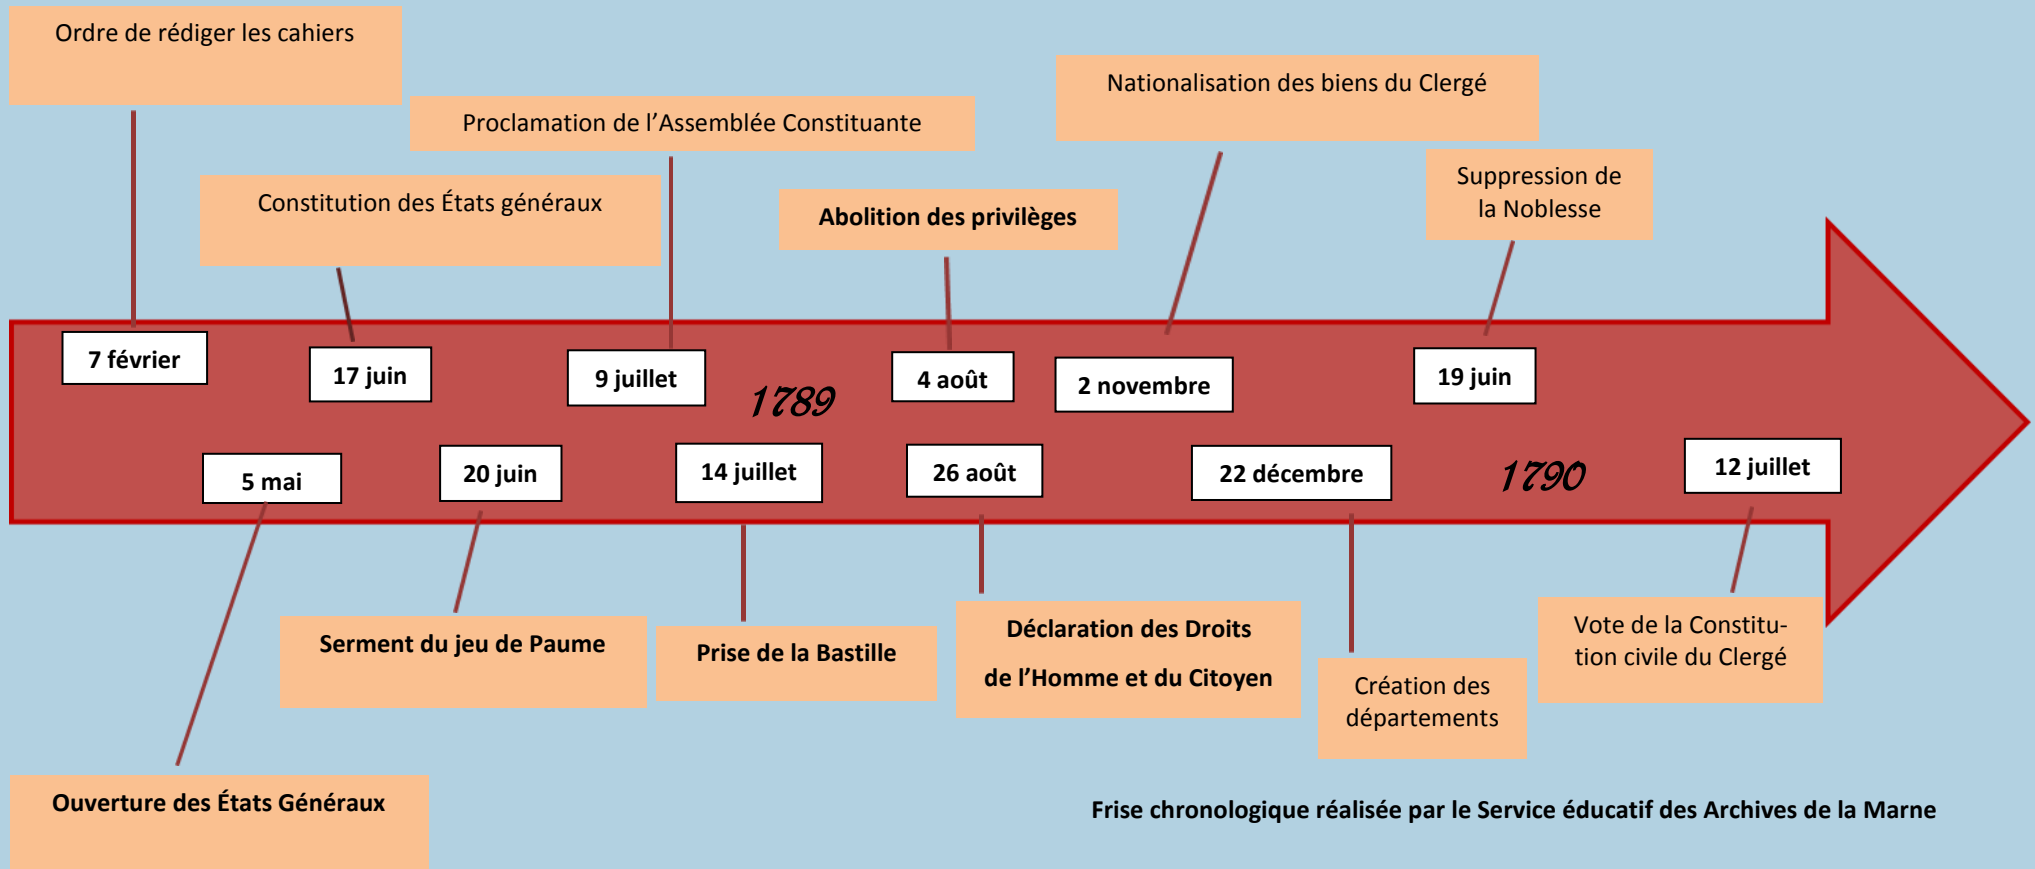 Ordre de rédiger les cahiers
Proclamation de l’Assemblée Constituante
Nationalisation des biens du Clergé
Constitution des États généraux
Abolition des privilèges
Suppression de
la Noblesse
7 février
17 juin
9 juillet
1789
4 août
2 novembre
19 juin
5 mai
20 juin
14 juillet
26 août
22 décembre
1790
12 juillet
Serment du jeu de Paume
Prise de la Bastille
Déclaration des Droits
de l’Homme et du Citoyen
Création des
départements
Vote de la Constitu-
tion civile du Clergé
Ouverture des États Généraux
Frise chronologique réalisée par le Service éducatif des Archives de la Marne